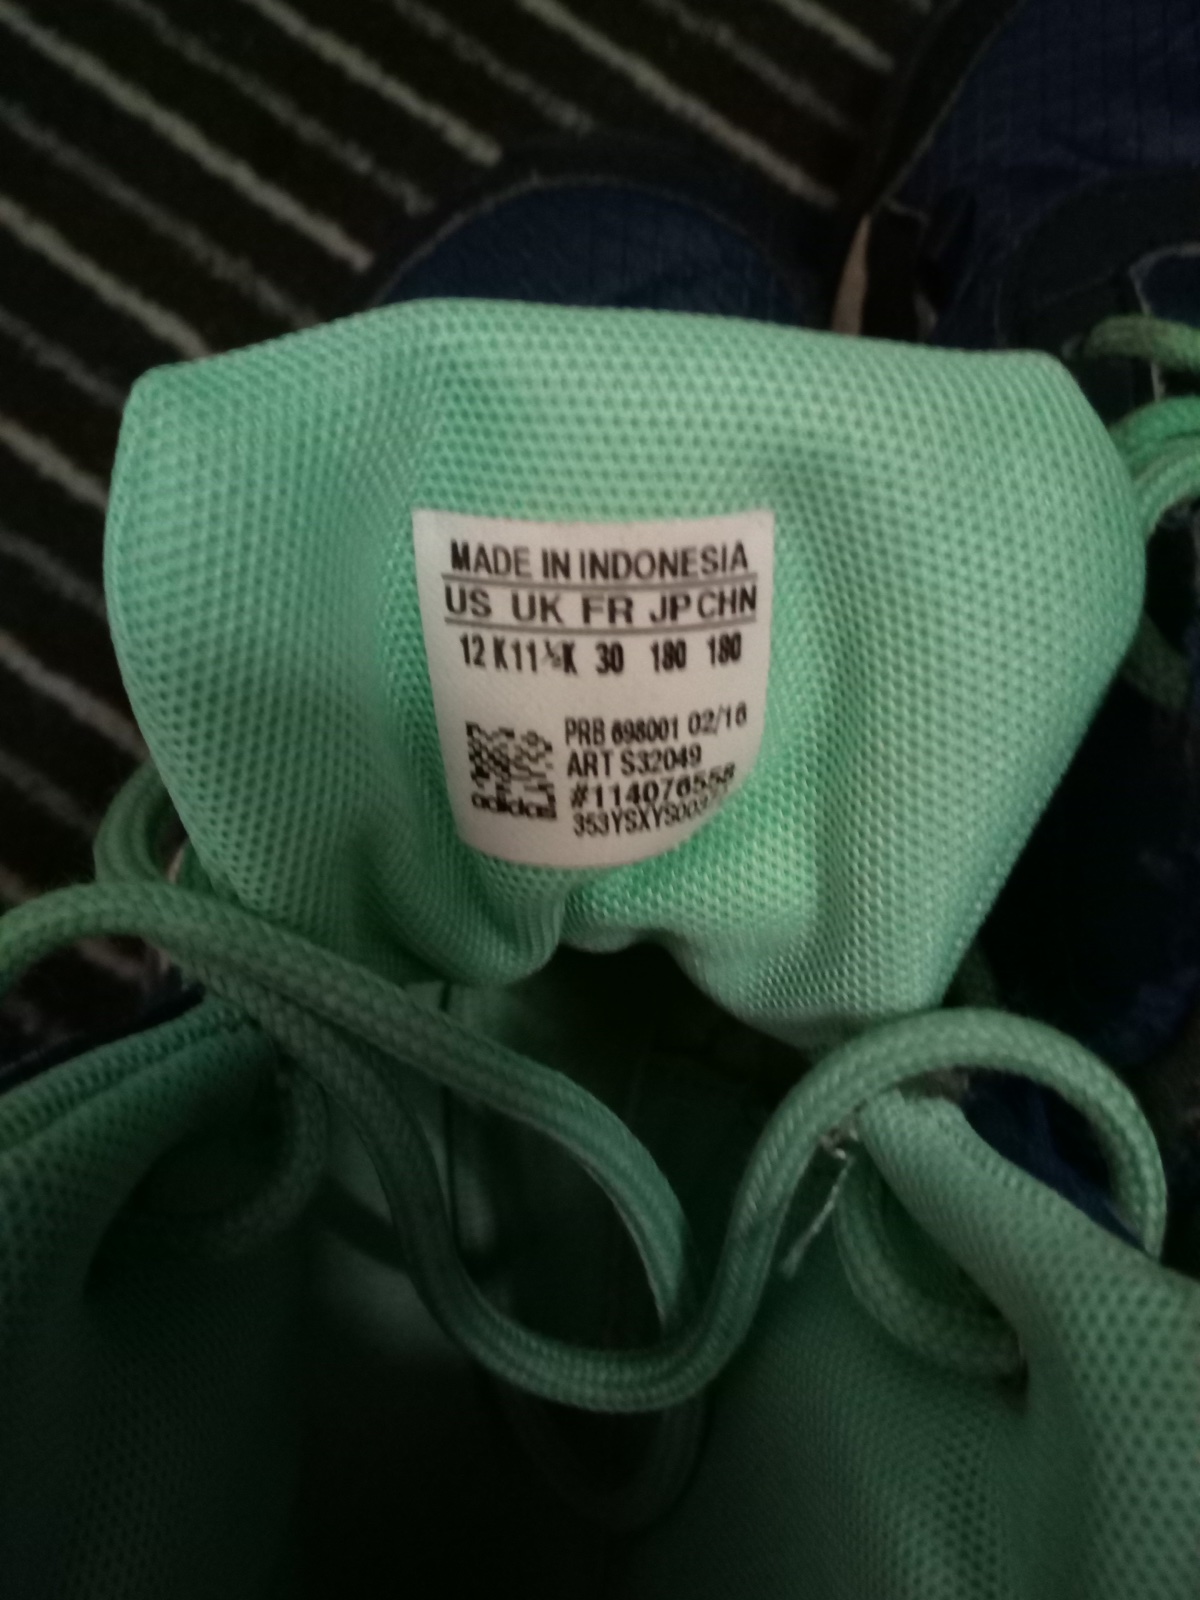 MADE IN INDONESIA
US UK FR JP CHN
12K 11½K 30 180 180
PRB 698001 02/16
ART S32049
#114076558
adidas